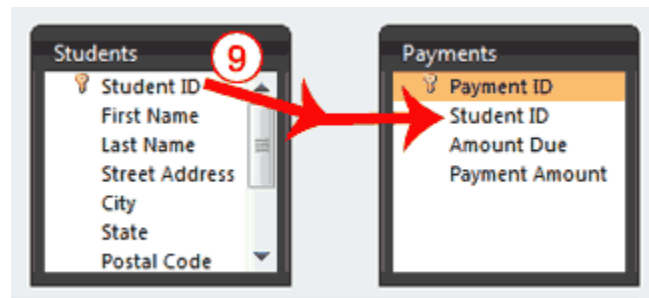 Students
9
Student ID
First Name
Last Name
Street Address
City
State
Postal Code
Payments
Payment ID
Student ID
Amount Due
Payment Amount